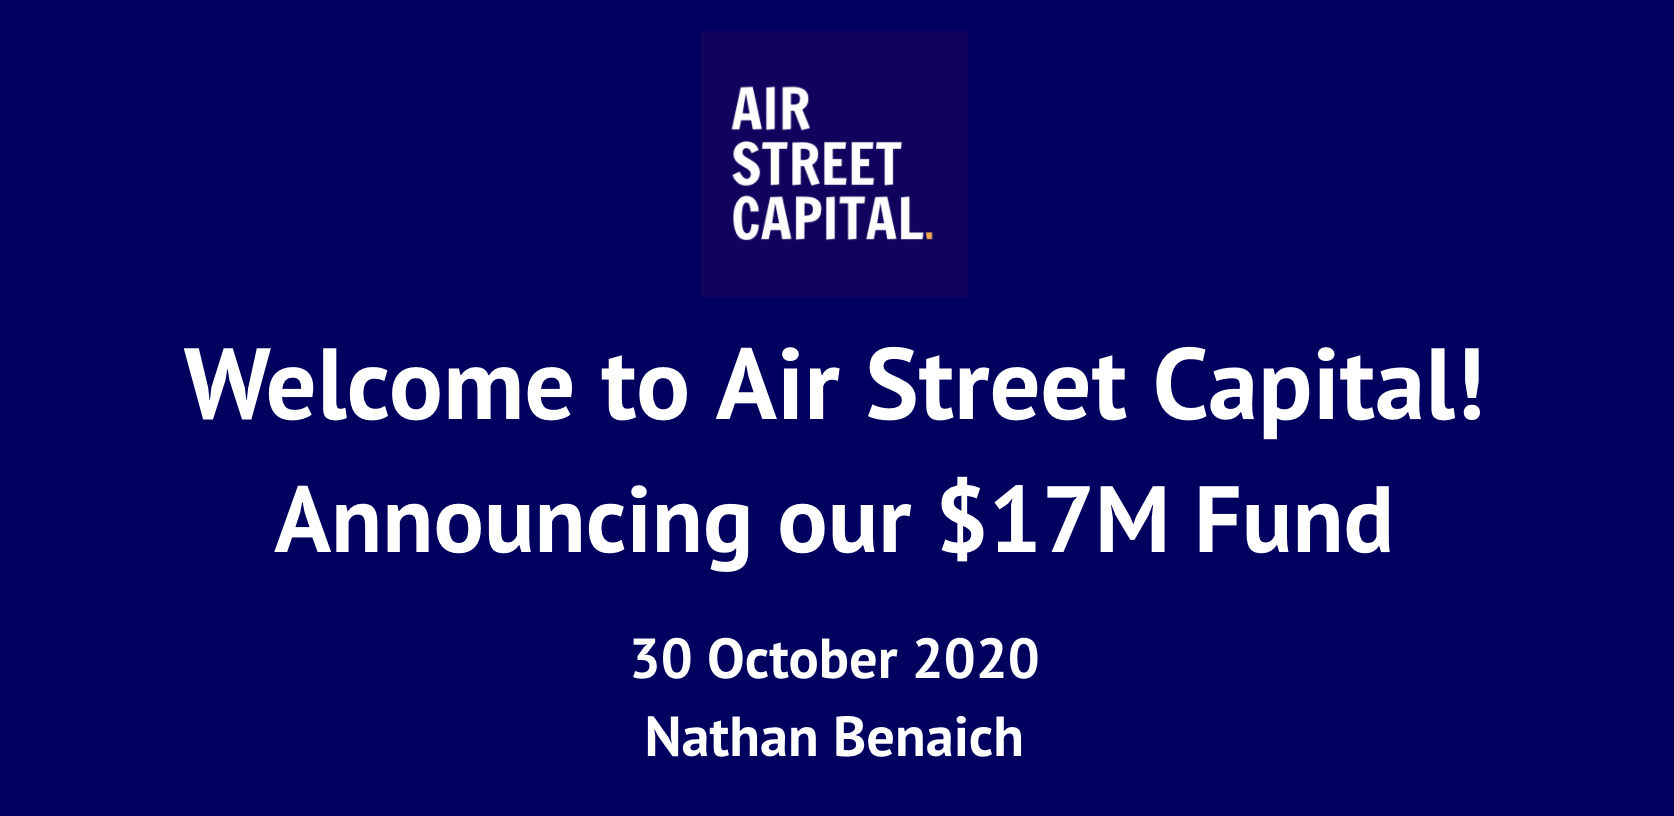 AIR
STREET
CAPITAL.
Welcome to Air Street Capital!
Announcing our $17M Fund
30 October 2020
Nathan Benaich